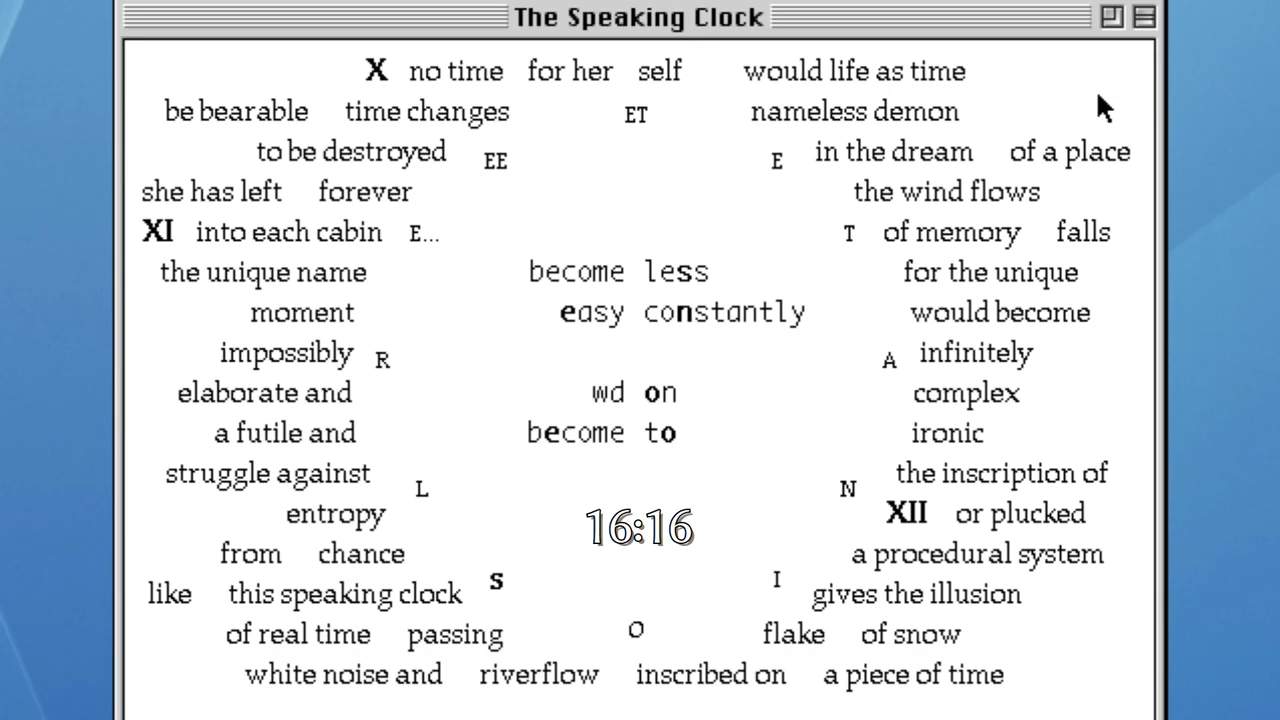 The Speaking Clock
X no time for her self would life as time
be bearable time changes ET nameless demon
to be destroyed EE E in the dream of a place
she has left forever the wind flows
XI into each cabin E... T of memory falls
the unique name become less for the unique
moment easy constantly would become
impossibly R A infinitely
elaborate and wd on complex
a futile and become to ironic
struggle against the inscription of
L N
entropy 16:16 XII or plucked
from chance a procedural system
like this speaking clock S I gives the illusion
of real time passing O flake of snow
white noise and riverflow inscribed on a piece of time